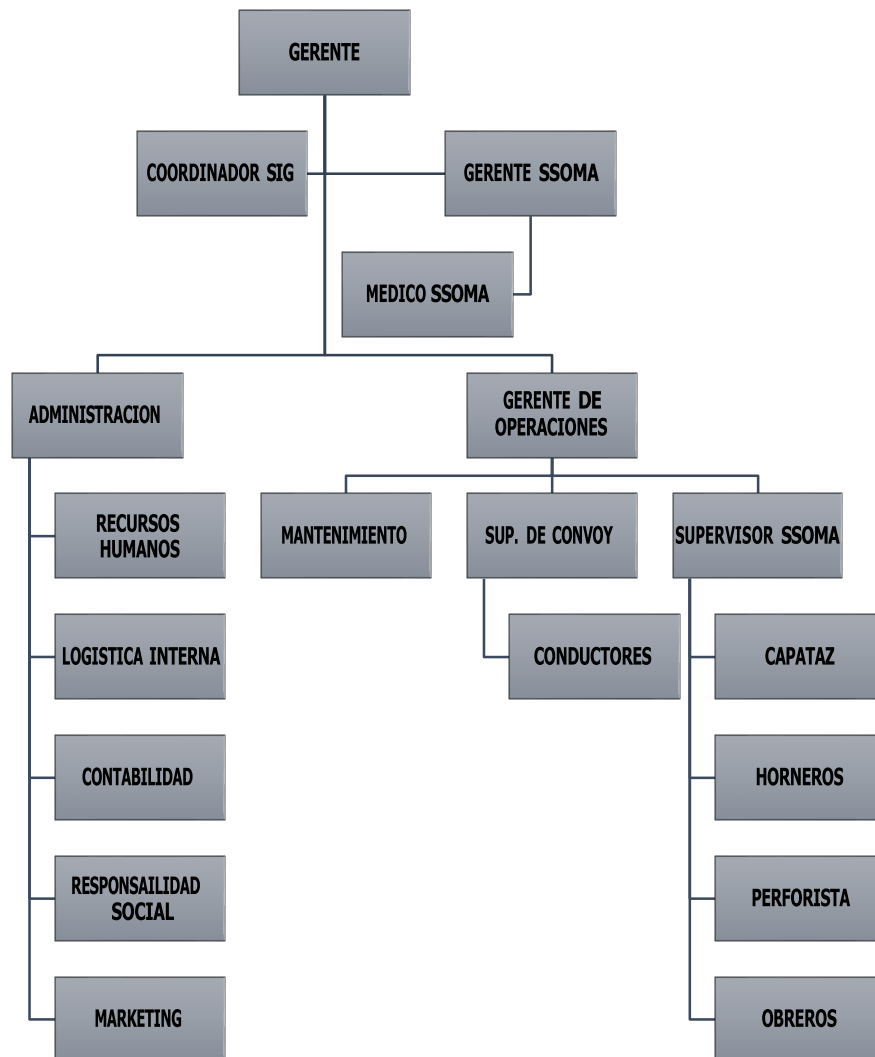 GERENTE
COORDINADOR SIG
GERENTE SSOMA
MEDICO SSOMA
ADMINISTRACION
GERENTE DE
OPERACIONES
RECURSOS
HUMANOS
MANTENIMIENTO
SUP. DE CONVOY
SUPERVISOR SSOMA
LOGISTICA INTERNA
CONDUCTORES
CAPATAZ
CONTABILIDAD
HORNEROS
RESPONSAILIDAD
SOCIAL
PERFORISTA
MARKETING
OBREROS